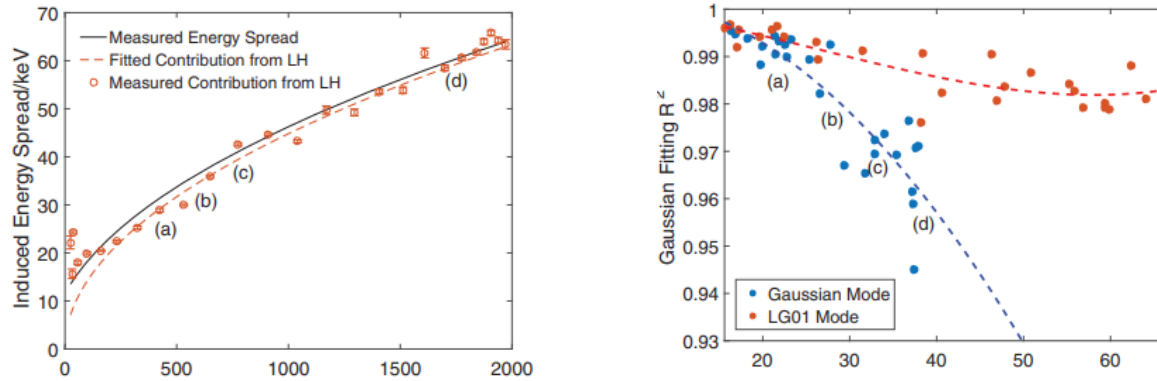 Induced Energy Spread/keV
70
60
50
40
30
20
10
0
Measured Energy Spread
Fitted Contribution from LH
Measured Contribution from LH
(a)
(b)
(c)
(d)
0
500
1000
1500
2000
Gaussian Fitting R²
1
0.99
0.98
0.97
0.96
0.95
0.94
0.93
(a)
(b)
(c)
(d)
Gaussian Mode
LG01 Mode
20
30
40
50
60